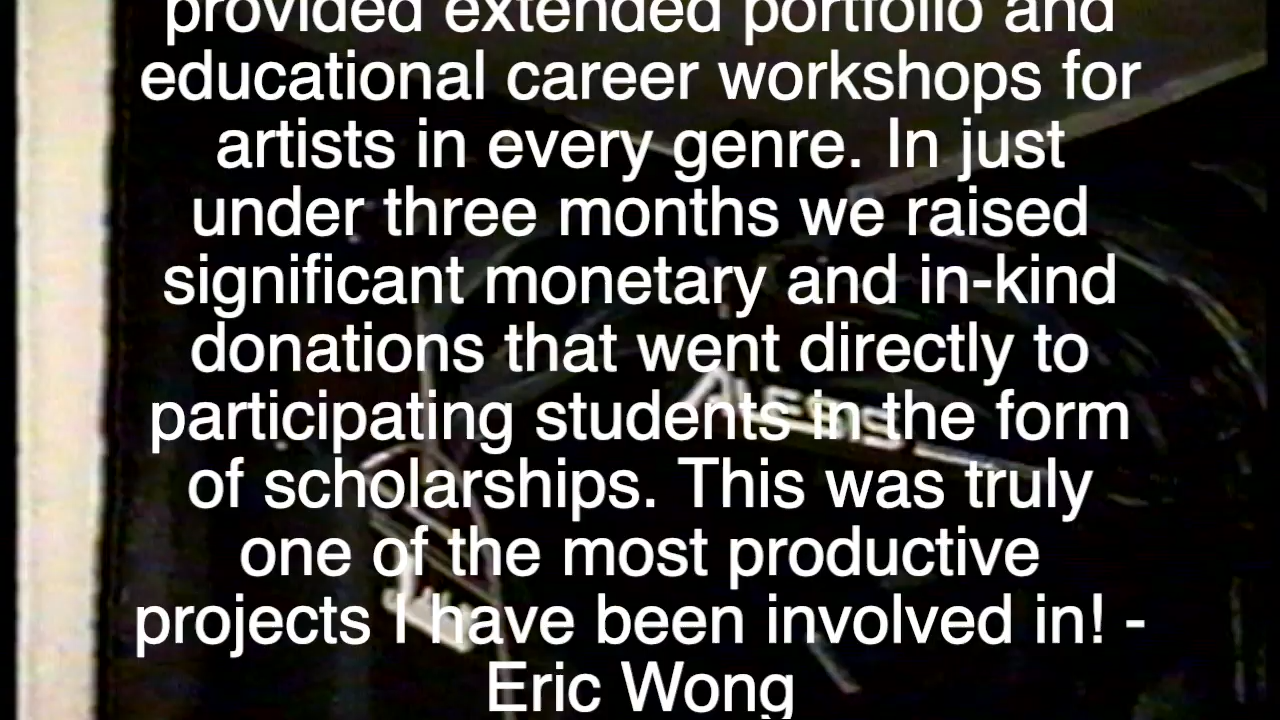 provided extended portfolio and
educational career workshops for
artists in every genre. In just
under three months we raised
significant monetary and in-kind
donations that went directly to
participating students in the form
of scholarships. This was truly
one of the most productive
projects I have been involved in! -
Eric Wong
ALESIS